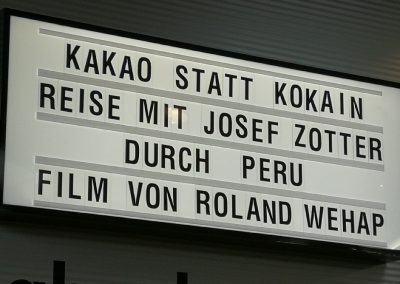 KAKAO STATT KOKAIN
REISE MIT JOSEF ZOTTER
DURCH PERU
FILM VON ROLAND WEHAP